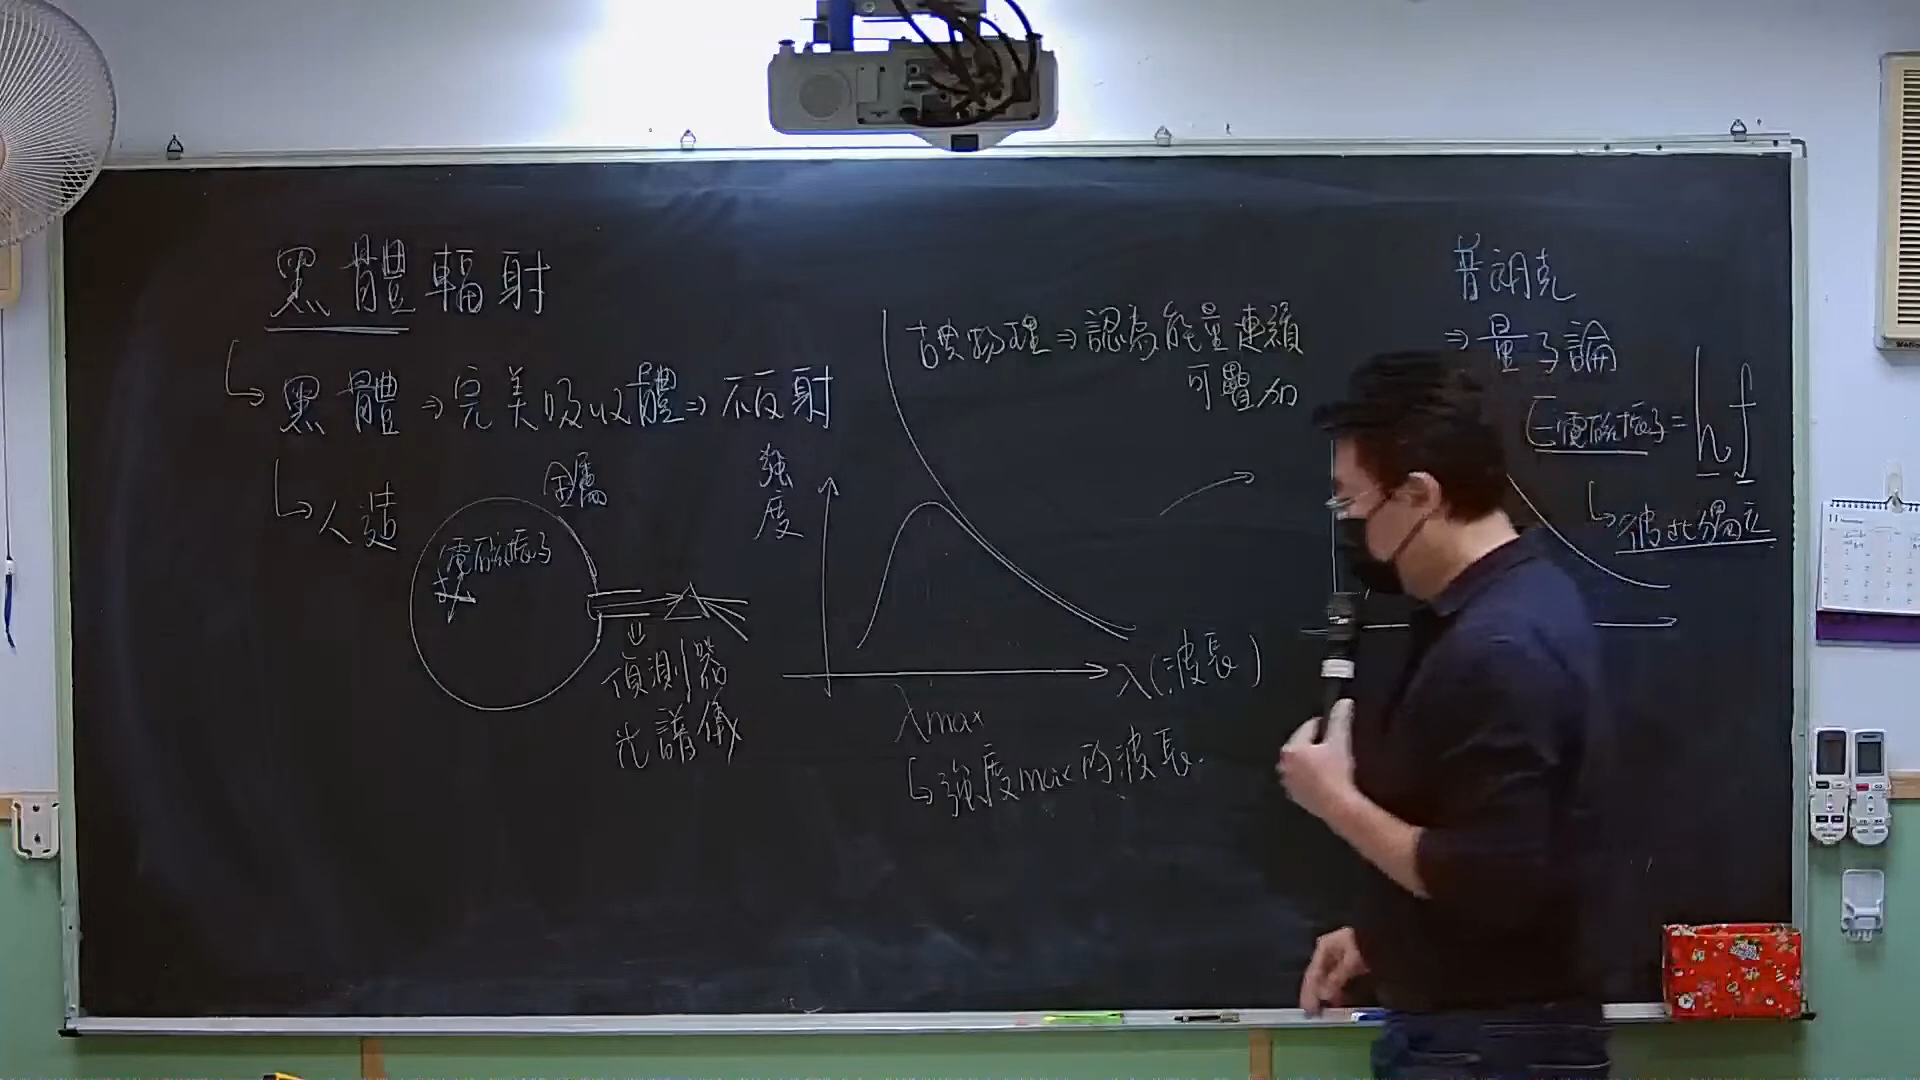 黑體輻射
黑體⇒完美吸收體⇒不反射
人造
金屬
電磁振子
偵測器
光譜儀
強度
λ(波長)
λmax
強度max的波長.
古典物理⇒認為能量連續
可疊加
普朗克
⇒量子論
E電磁振子=hf
彼此獨立
11 November